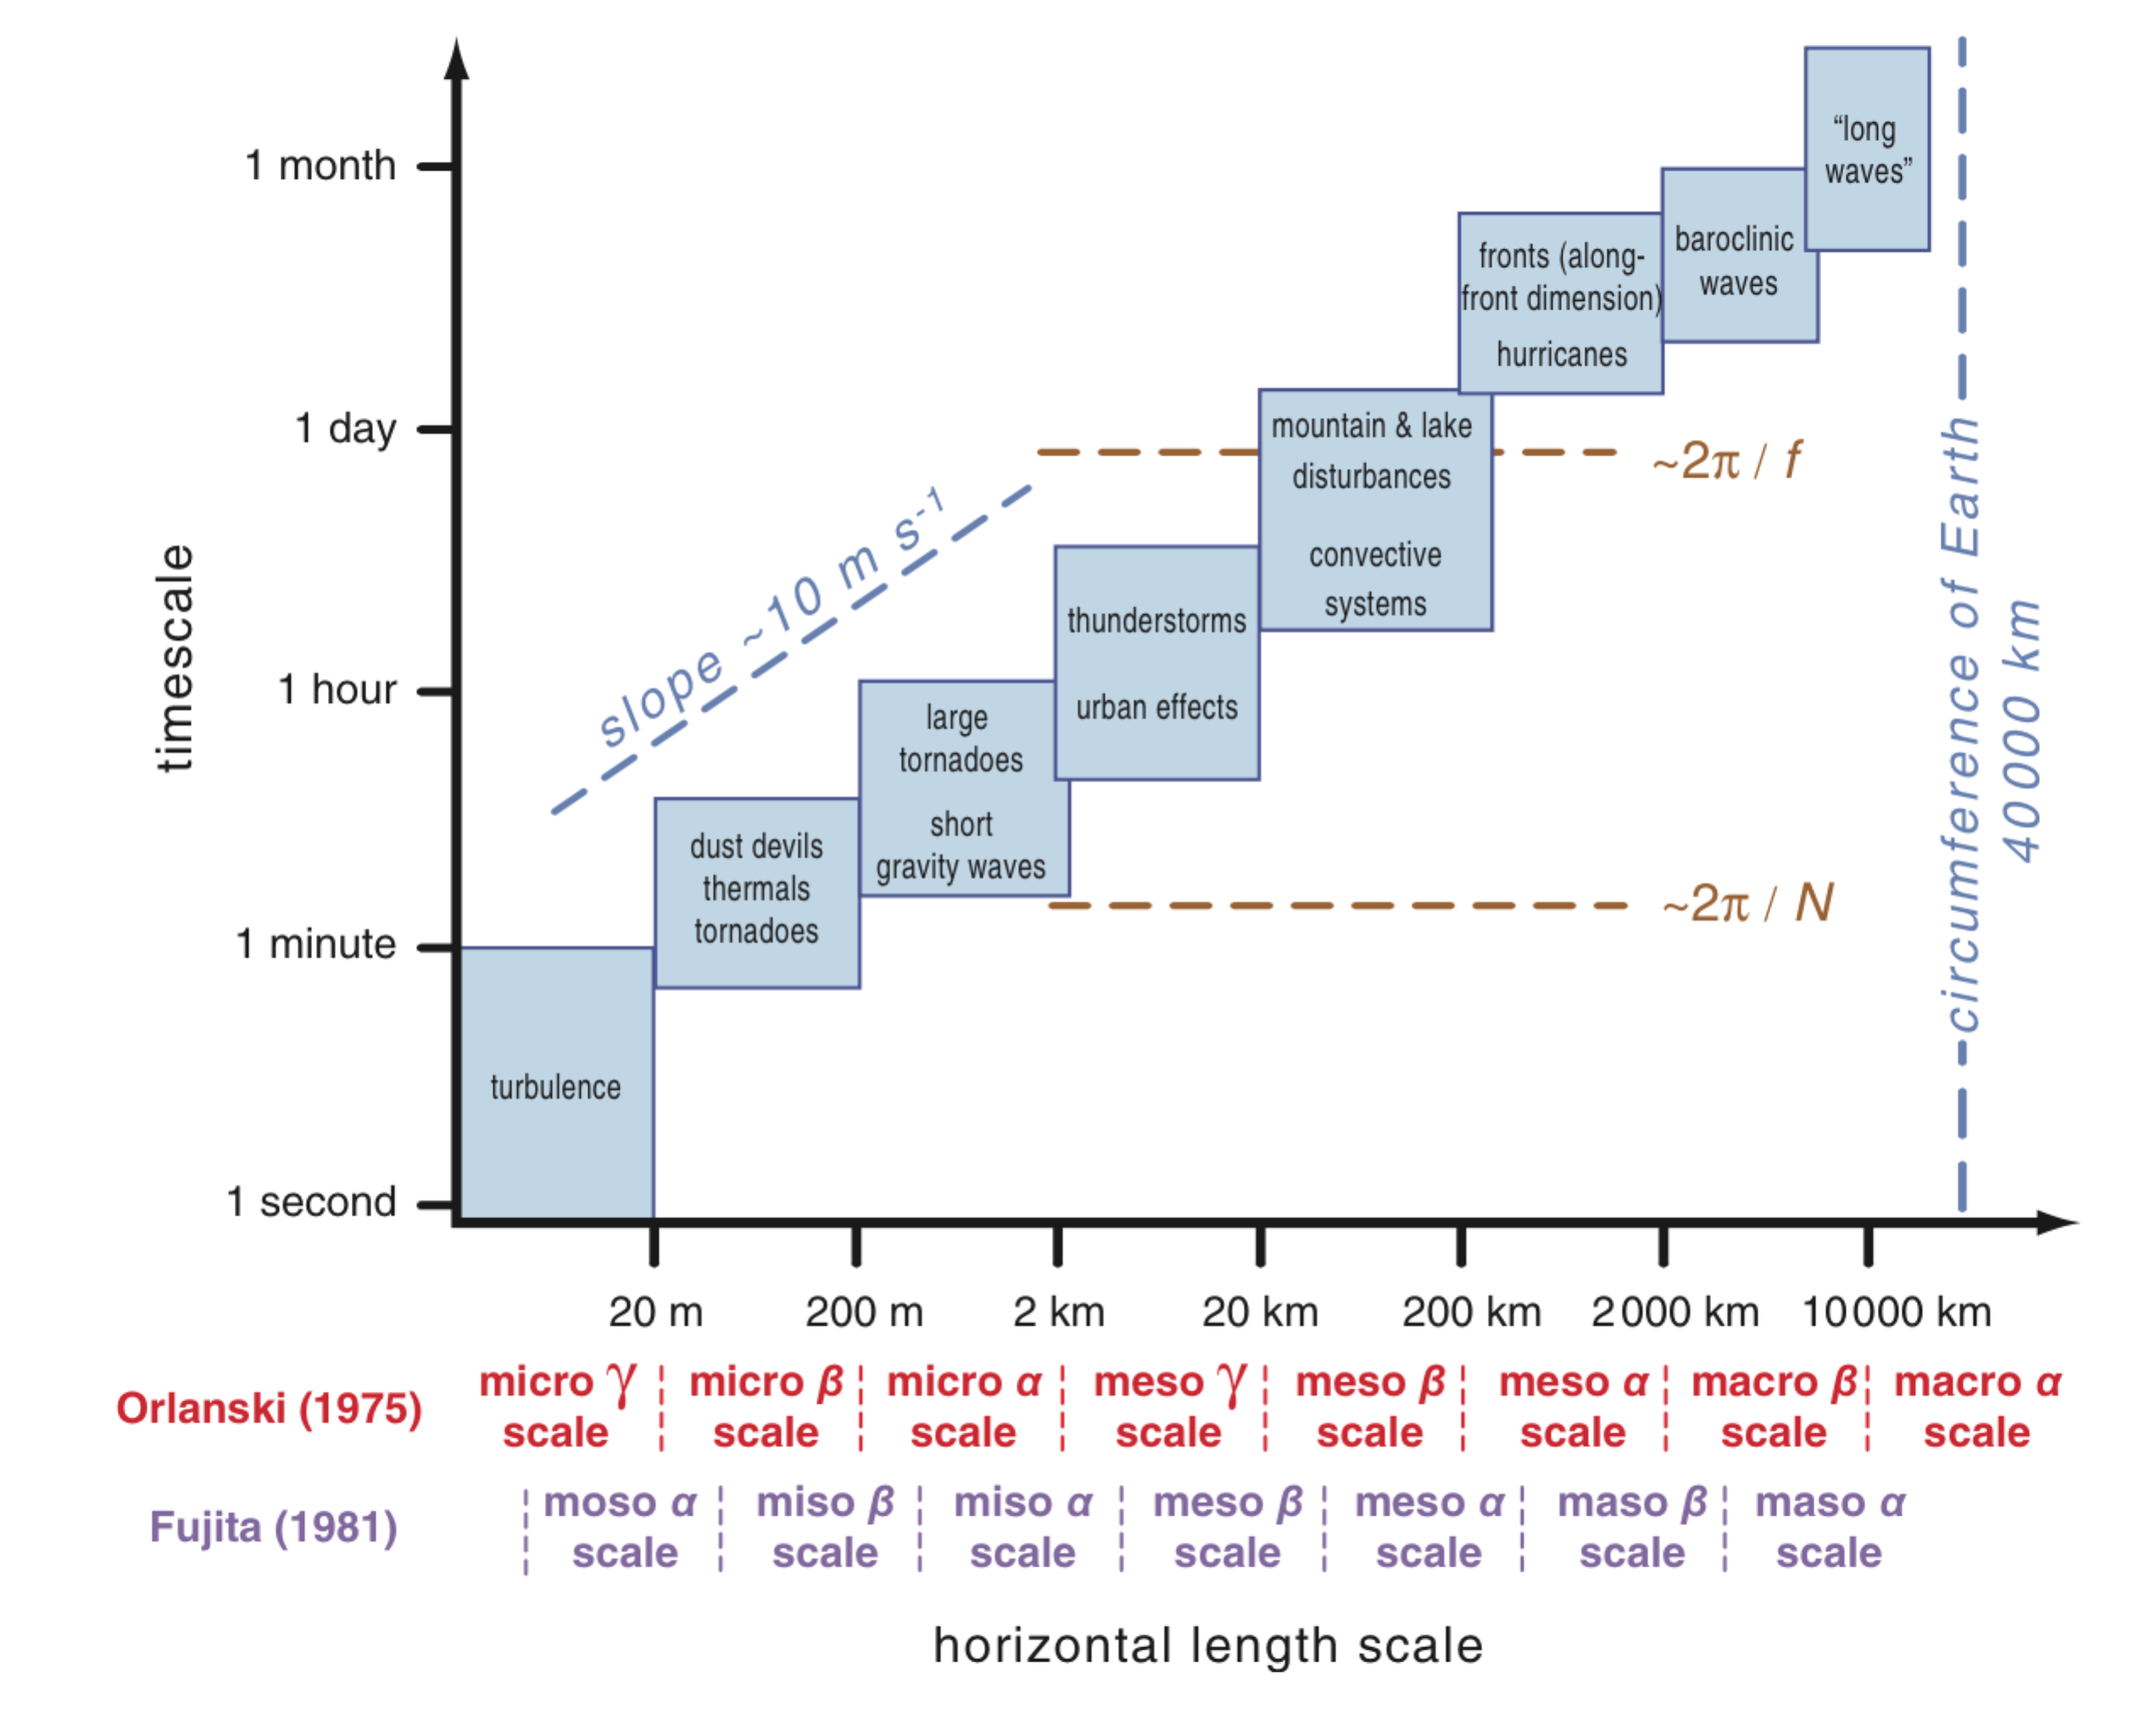 "long
waves"
1 month
baroclinic
waves
fronts (along-
front dimension)
hurricanes
1 day
mountain & lake
disturbances
convective
systems
~2π / f
slope ~10 m s⁻¹
thunderstorms
urban effects
timescale
1 hour
large
tornadoes
short
gravity waves
dust devils
thermals
tornadoes
~2π / N
1 minute
turbulence
1 second
circumference of Earth
40 000 km
20 m 200 m 2 km 20 km 200 km 2 000 km 10 000 km
Orlanski (1975)
micro γ
scale
micro β
scale
micro α
scale
meso γ
scale
meso β
scale
meso α
scale
macro β
scale
macro α
scale
Fujita (1981)
moso α
scale
miso β
scale
miso α
scale
meso β
scale
meso α
scale
maso β
scale
maso α
scale
horizontal length scale